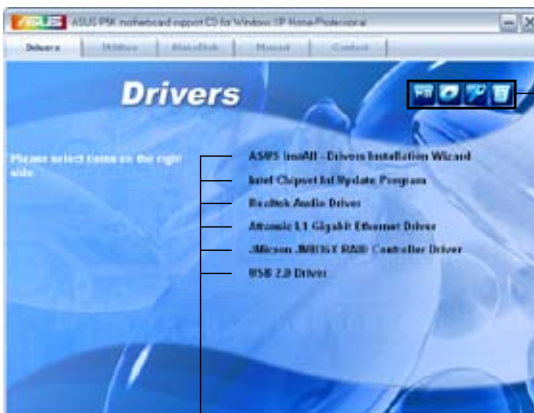 ASUS P5K motherboard support CD for Windows XP Home/Professional
Drivers Utilities Make Disk Manual Contact
Drivers
Please select items on the right
side.
ASUS InstAll - Drivers Installation Wizard
Intel Chipset Inf Update Program
Realtek Audio Driver
Attansic L1 Gigabit Ethernet Driver
JMicron JMB36X RAID Controller Driver
USB 2.0 Driver